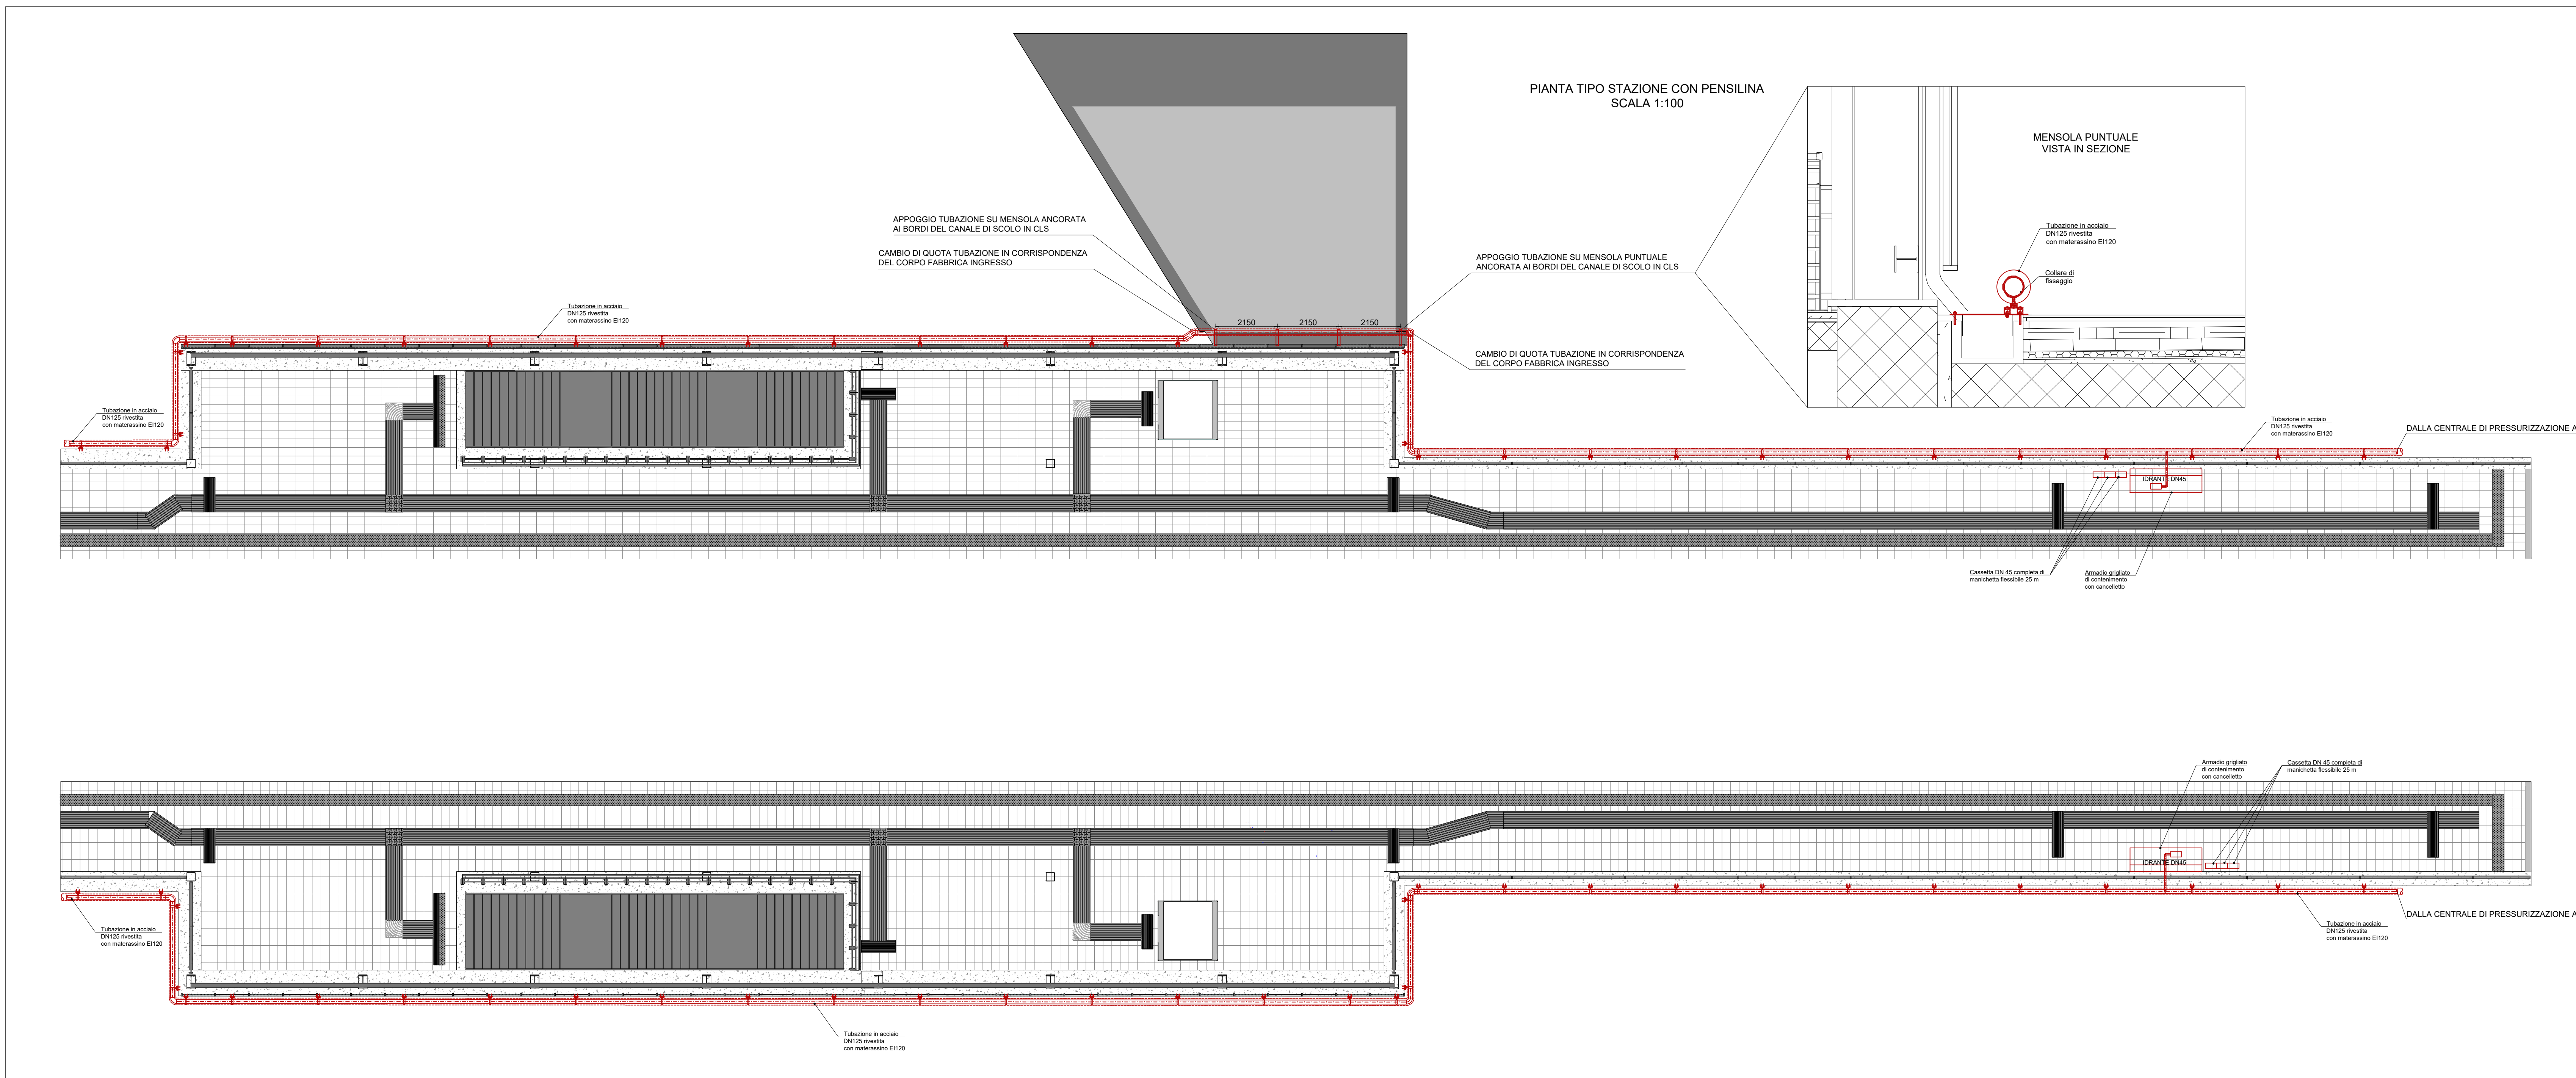 PIANTA TIPO STAZIONE CON PENSILINA
SCALA 1:100
MENSOLA PUNTUALE
VISTA IN SEZIONE
Tubazione in acciaio
DN125 rivestita
con materassino EI120
Collare di
fissaggio
APPOGGIO TUBAZIONE SU MENSOLA ANCORATA
AI BORDI DEL CANALE DI SCOLO IN CLS
CAMBIO DI QUOTA TUBAZIONE IN CORRISPONDENZA
DEL CORPO FABBRICA INGRESSO
APPOGGIO TUBAZIONE SU MENSOLA PUNTUALE
ANCORATA AI BORDI DEL CANALE DI SCOLO IN CLS
Tubazione in acciaio
DN125 rivestita
con materassino EI120
2150
2150
2150
CAMBIO DI QUOTA TUBAZIONE IN CORRISPONDENZA
DEL CORPO FABBRICA INGRESSO
Tubazione in acciaio
DN125 rivestita
con materassino EI120
Tubazione in acciaio
DN125 rivestita
con materassino EI120
DALLA CENTRALE DI PRESSURIZZAZIONE A
IDRANTE DN45
Cassetta DN 45 completa di
manichetta flessibile 25 m
Armadio grigliato
di contenimento
con cancelletto
Armadio grigliato
di contenimento
con cancelletto
Cassetta DN 45 completa di
manichetta flessibile 25 m
IDRANTE DN45
DALLA CENTRALE DI PRESSURIZZAZIONE A
Tubazione in acciaio
DN125 rivestita
con materassino EI120
Tubazione in acciaio
DN125 rivestita
con materassino EI120
Tubazione in acciaio
DN125 rivestita
con materassino EI120